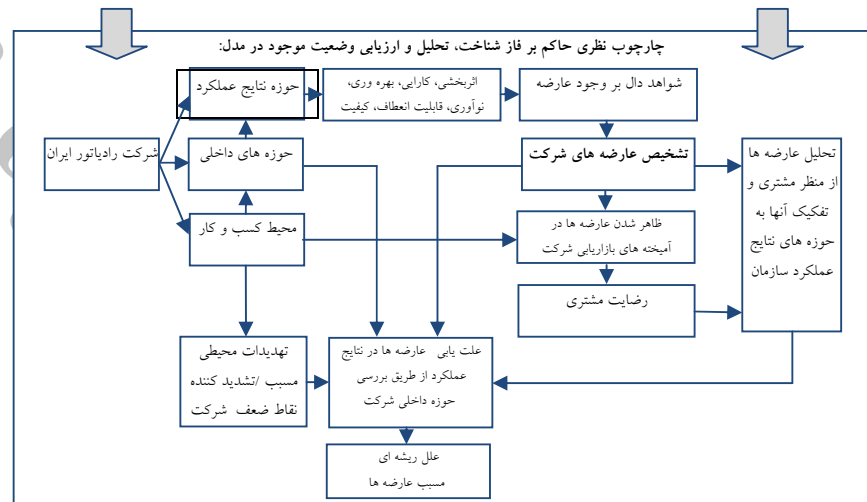 چارچوب نظری حاکم بر فاز شناخت، تحلیل و ارزیابی وضعیت موجود در مدل:
شواهد دال بر وجود عارضه
اثربخشی، کارایی، بهره وری،
نوآوری، قابلیت انعطاف، کیفیت
حوزه نتایج عملکرد
تحلیل عارضه ها
از منظر مشتری و
تفکیک آنها به
حوزه های نتایج
عملکرد سازمان
تشخیص عارضه های شرکت
حوزه های داخلی
شرکت رادیاتور ایران
ظاهر شدن عارضه ها در
آمیخته های بازاریابی شرکت
محیط کسب و کار
رضایت مشتری
علت یابی عارضه ها در نتایج
عملکرد از طریق بررسی
حوزه داخلی شرکت
تهدیدات محیطی
مسبب /تشدید کننده
نقاط ضعف شرکت
علل ریشه ای
مسبب عارضه ها